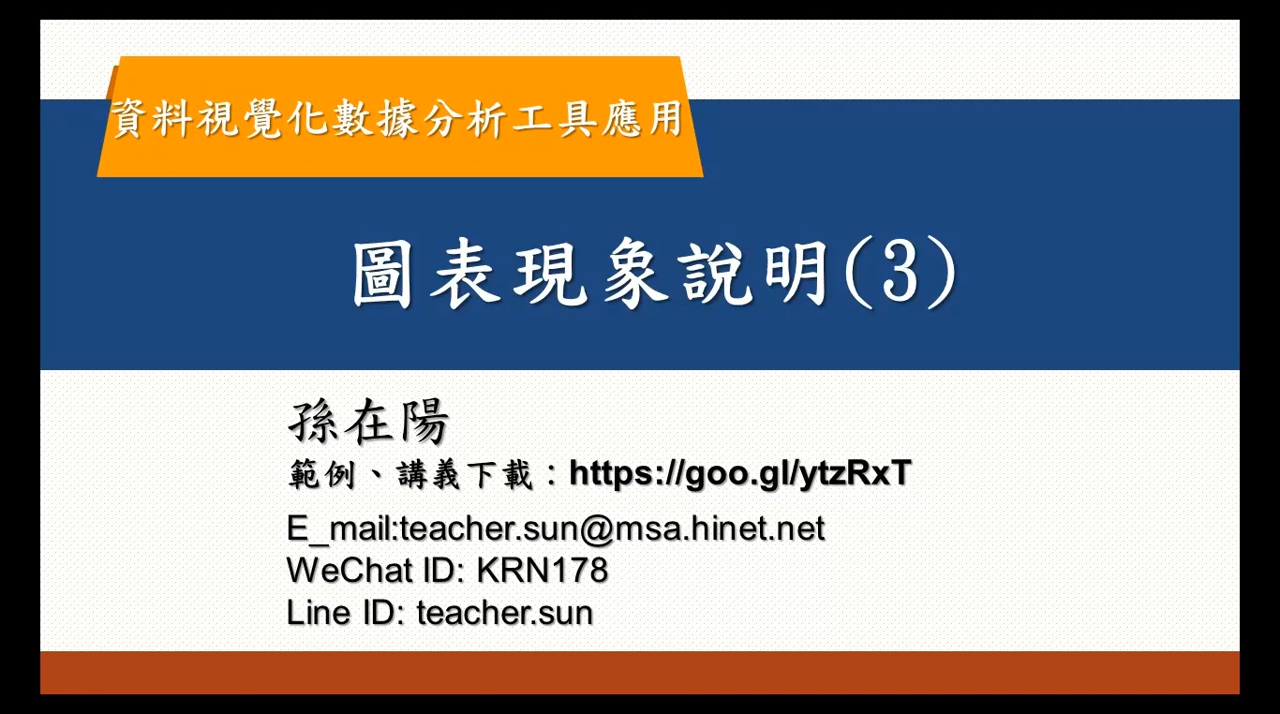 資料視覺化數據分析工具應用
圖表現象說明(3)
孫在陽
範例、講義下載：https://goo.gl/ytzRxT
E_mail:teacher.sun@msa.hinet.net
WeChat ID: KRN178
Line ID: teacher.sun